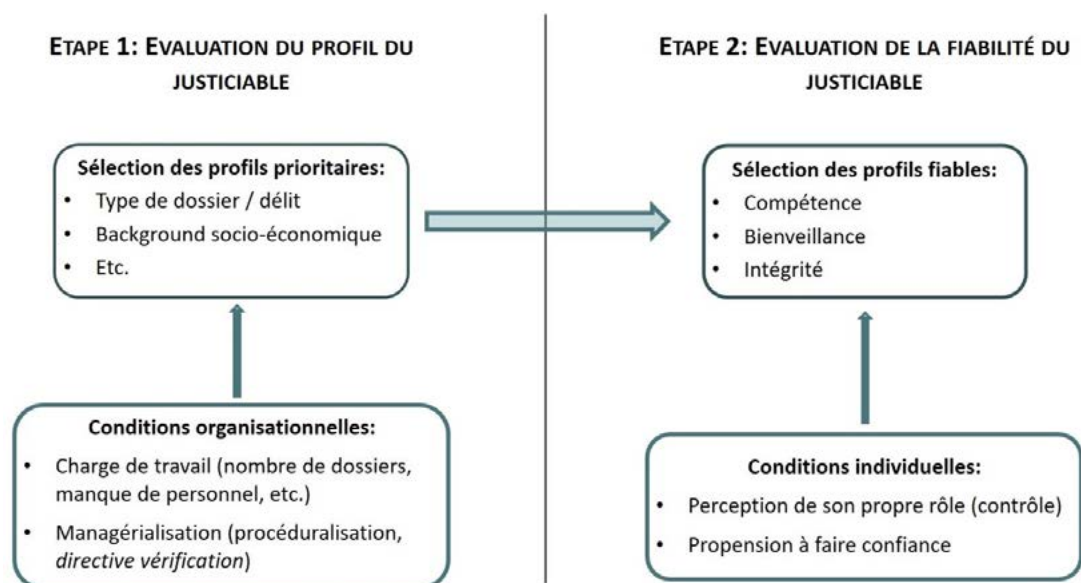 ETAPE 1: EVALUATION DU PROFIL DU
JUSTICIABLE
Sélection des profils prioritaires:
• Type de dossier / délit
• Background socio-économique
• Etc.
Conditions organisationnelles:
• Charge de travail (nombre de dossiers,
manque de personnel, etc.)
• Managérialisation (procéduralisation,
directive vérification)
ETAPE 2: EVALUATION DE LA FIABILITÉ DU
JUSTICIABLE
Sélection des profils fiables:
• Compétence
• Bienveillance
• Intégrité
Conditions individuelles:
• Perception de son propre rôle (contrôle)
• Propension à faire confiance